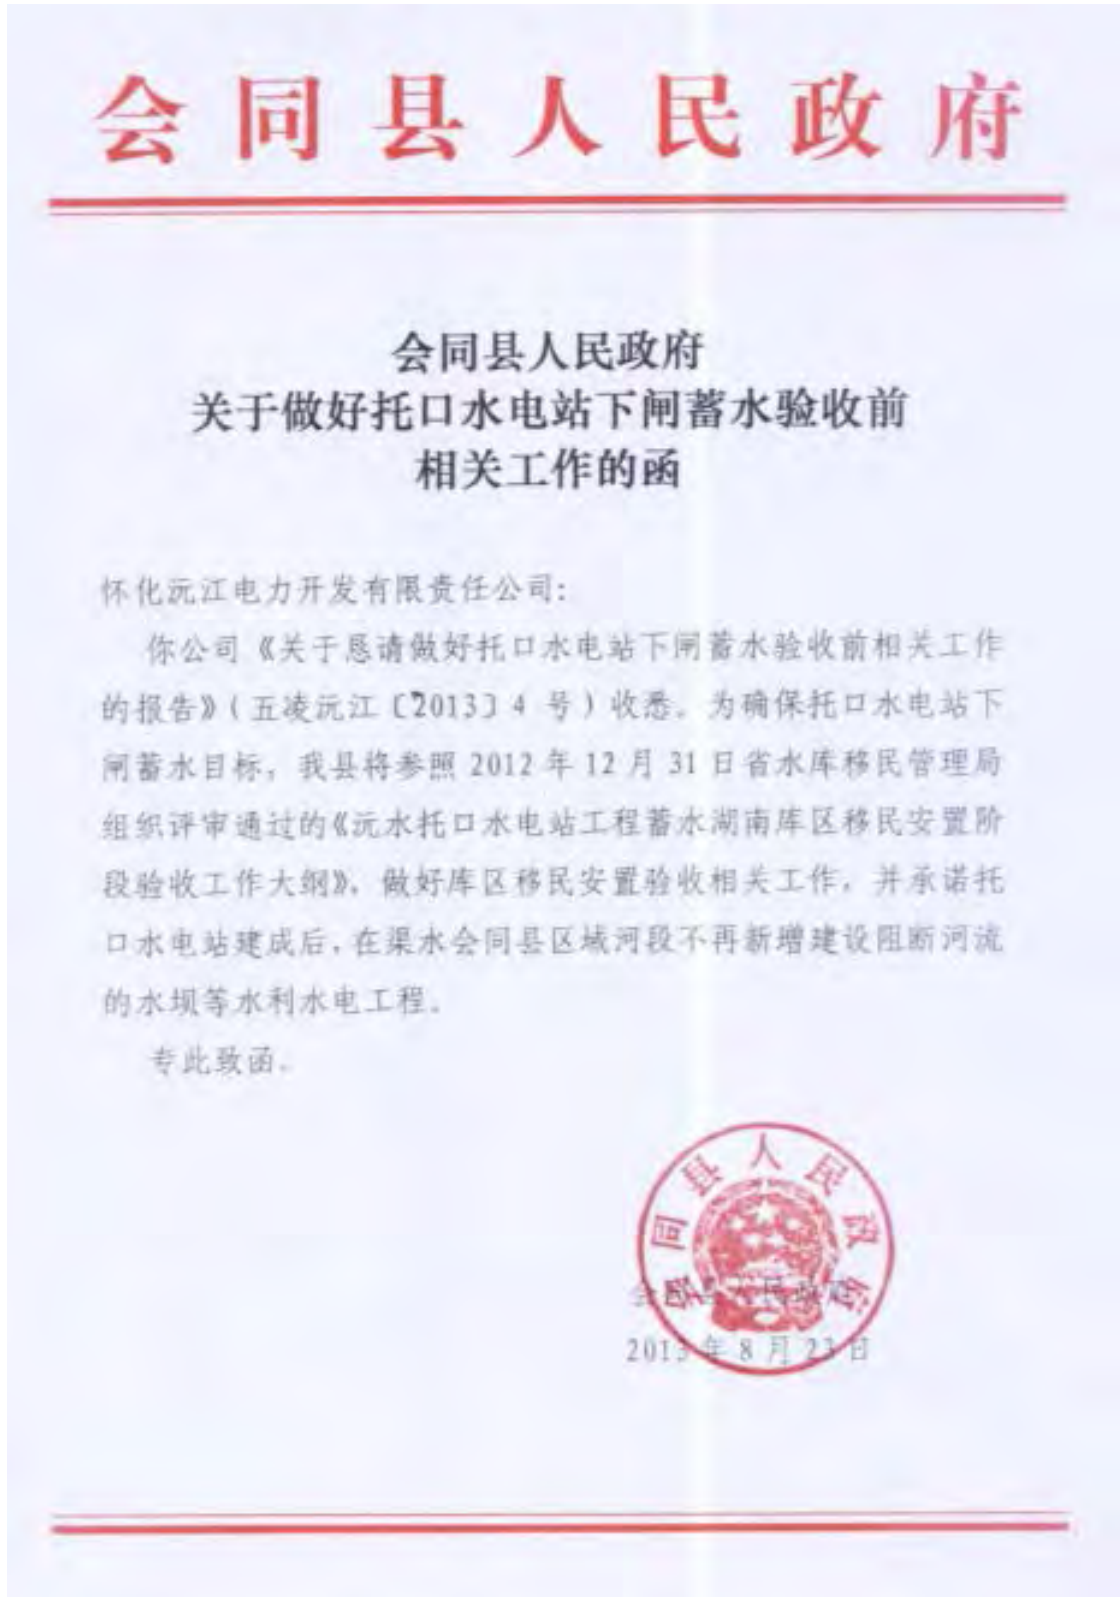 会同县人民政府
会同县人民政府
关于做好托口水电站下闸蓄水验收前
相关工作的函
怀化沅江电力开发有限责任公司：
你公司《关于恳请做好托口水电站下闸蓄水验收前相关工作
的报告》（五凌沅江〔2013〕4 号）收悉。为确保托口水电站下
闸蓄水目标，我县将参照 2012 年 12 月 31 日省水库移民管理局
组织评审通过的《沅水托口水电站工程蓄水湖南库区移民安置阶
段验收工作大纲》，做好库区移民安置验收相关工作，并承诺托
口水电站建成后，在渠水会同县区域河段不再新增建设阻断河流
的水坝等水利水电工程。
专此致函。
会同县人民政府
会同县人民政府
2013 年 8 月 23 日